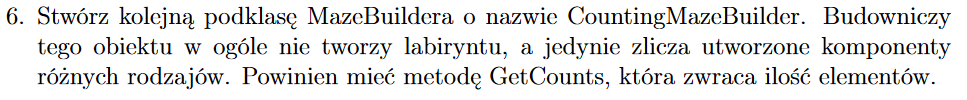 6. Stwórz kolejną podklasę MazeBuildera o nazwie CountingMazeBuilder. Budowniczy
tego obiektu w ogóle nie tworzy labiryntu, a jedynie zlicza utworzone komponenty
różnych rodzajów. Powinien mieć metodę GetCounts, która zwraca ilość elementów.